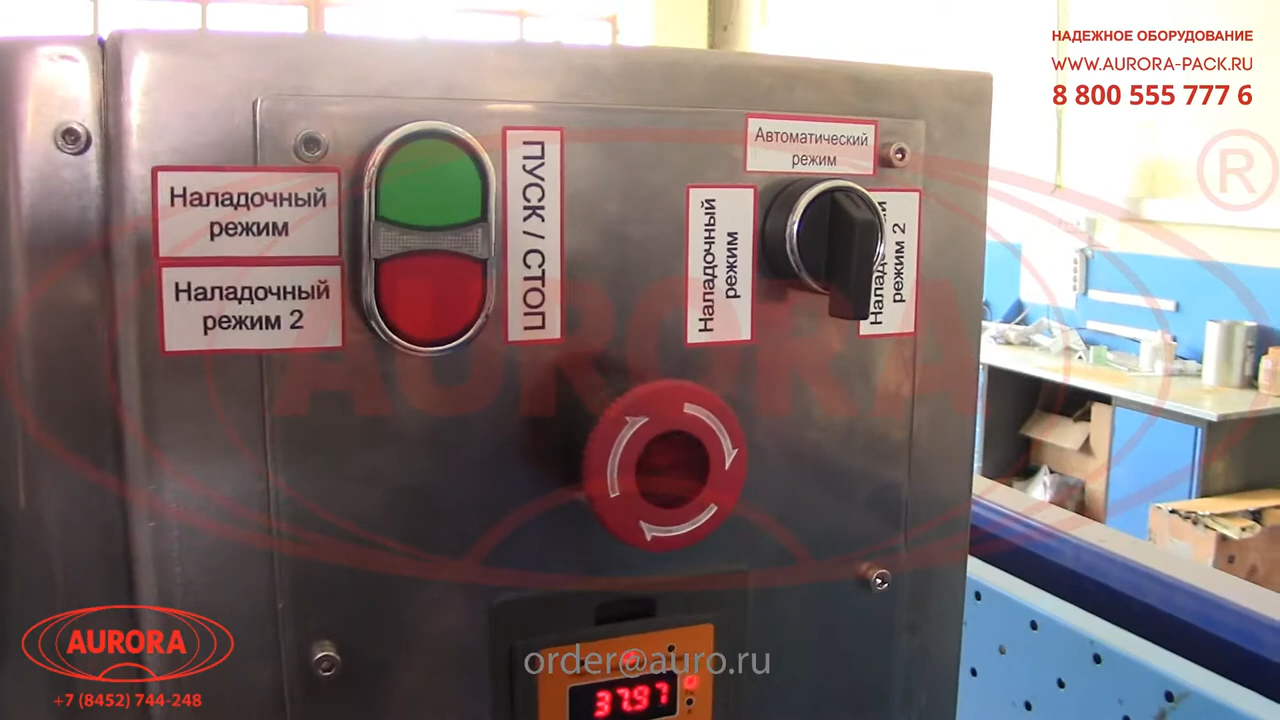 НАДЕЖНОЕ ОБОРУДОВАНИЕ
WWW.AURORA-PACK.RU
8 800 555 777 6
®
Автоматический
режим
Наладочный
режим
Наладочный
режим 2
ПУСК / СТОП
Наладочный
режим
режим 2
AURORA
37.97
order@auro.ru
AURORA
+7 (8452) 744-248